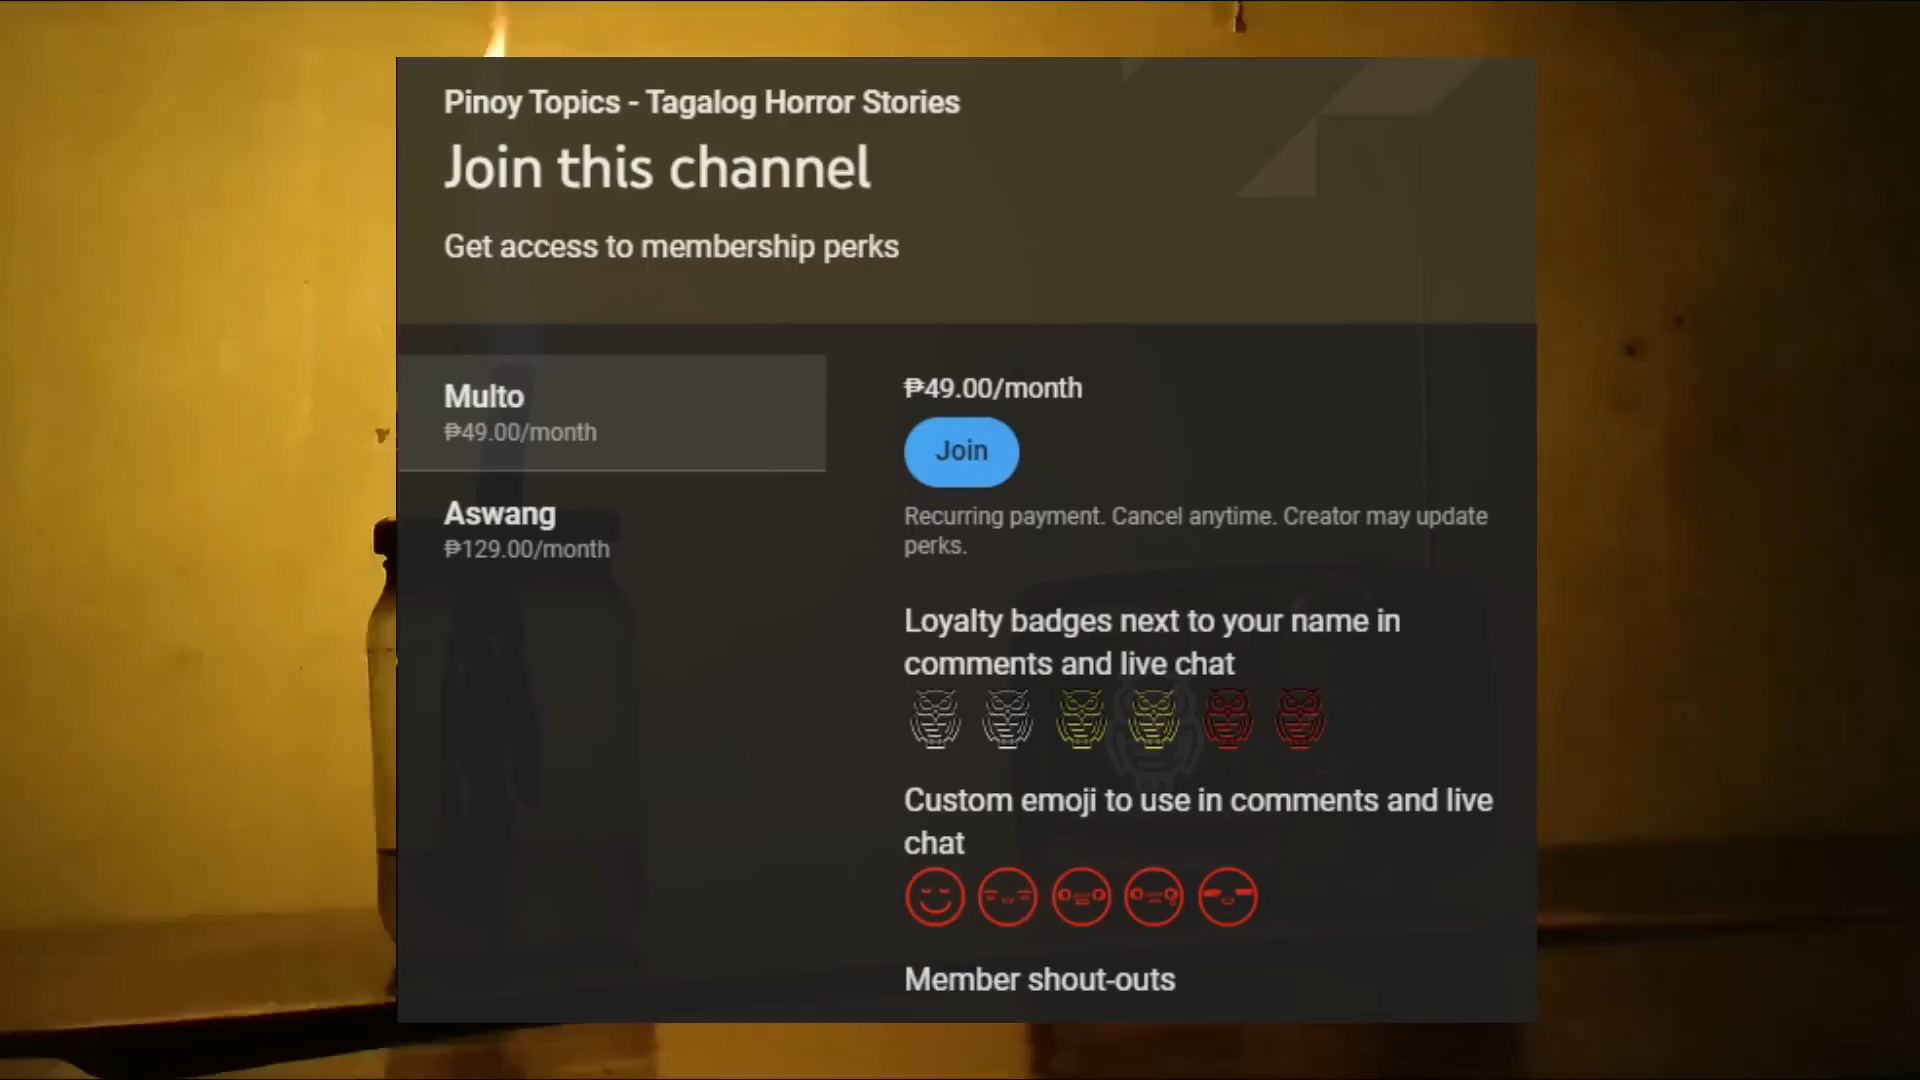 Pinoy Topics - Tagalog Horror Stories
Join this channel
Get access to membership perks
Multo
₱49.00/month
Aswang
₱129.00/month
₱49.00/month
Join
Recurring payment. Cancel anytime. Creator may update
perks.
Loyalty badges next to your name in
comments and live chat
Custom emoji to use in comments and live
chat
Member shout-outs